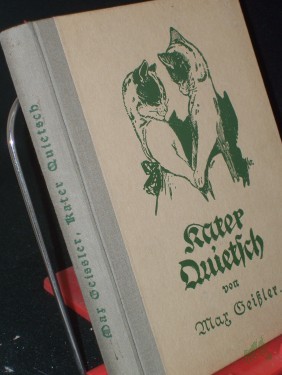 Max Geissler, Kater Quietsch
Kater
Quietsch
von
Max Geißler.